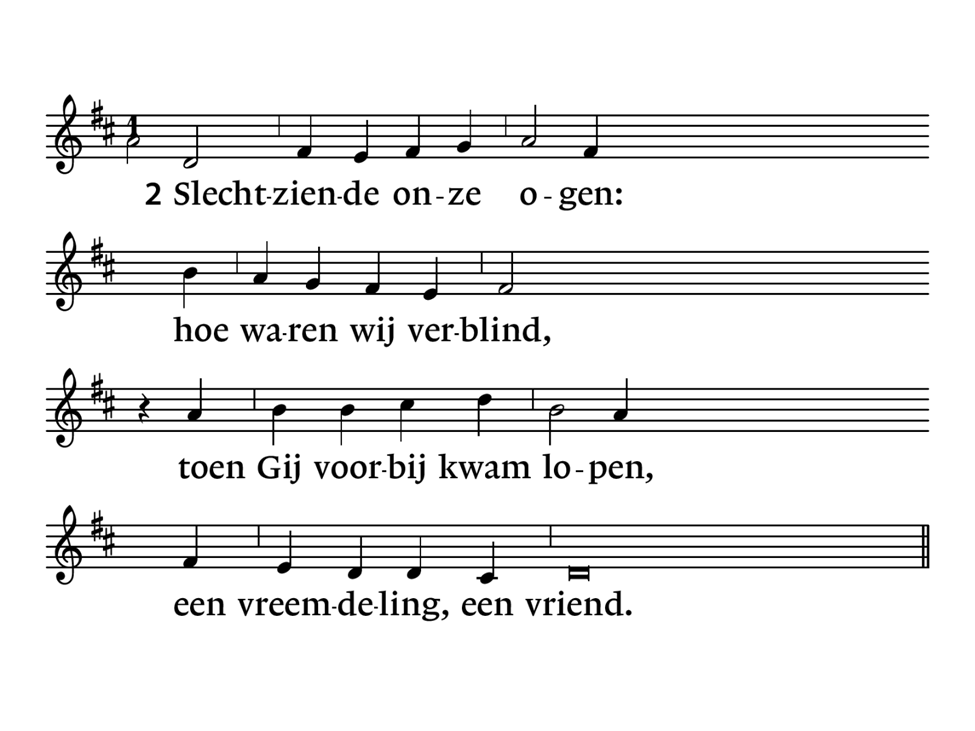 1
2 Slecht-zien-de on-ze o-gen:
hoe wa-ren wij ver-blind,
toen Gij voor-bij kwam lo-pen,
een vreem-de-ling, een vriend.